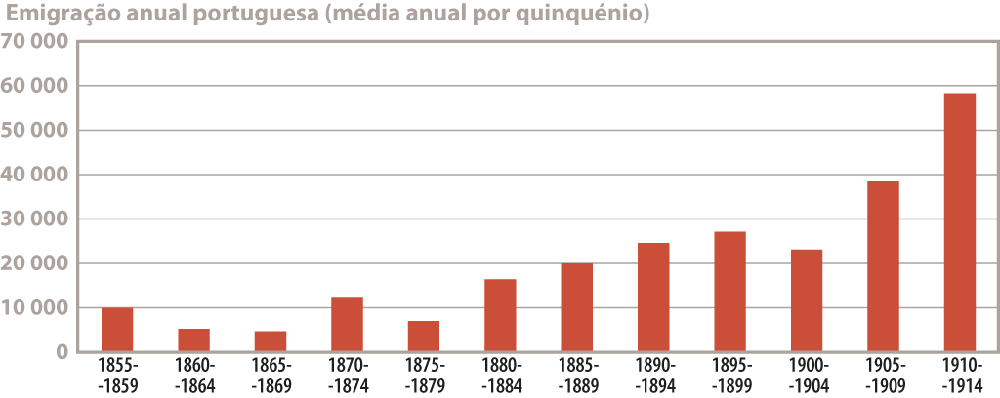 Emigração anual portuguesa (média anual por quinquénio)
70 000
60 000
50 000
40 000
30 000
20 000
10 000
0
1855- 1860- 1865- 1870- 1875- 1880- 1885- 1890- 1895- 1900- 1905- 1910-
-1859 -1864 -1869 -1874 -1879 -1884 -1889 -1894 -1899 -1904 -1909 -1914